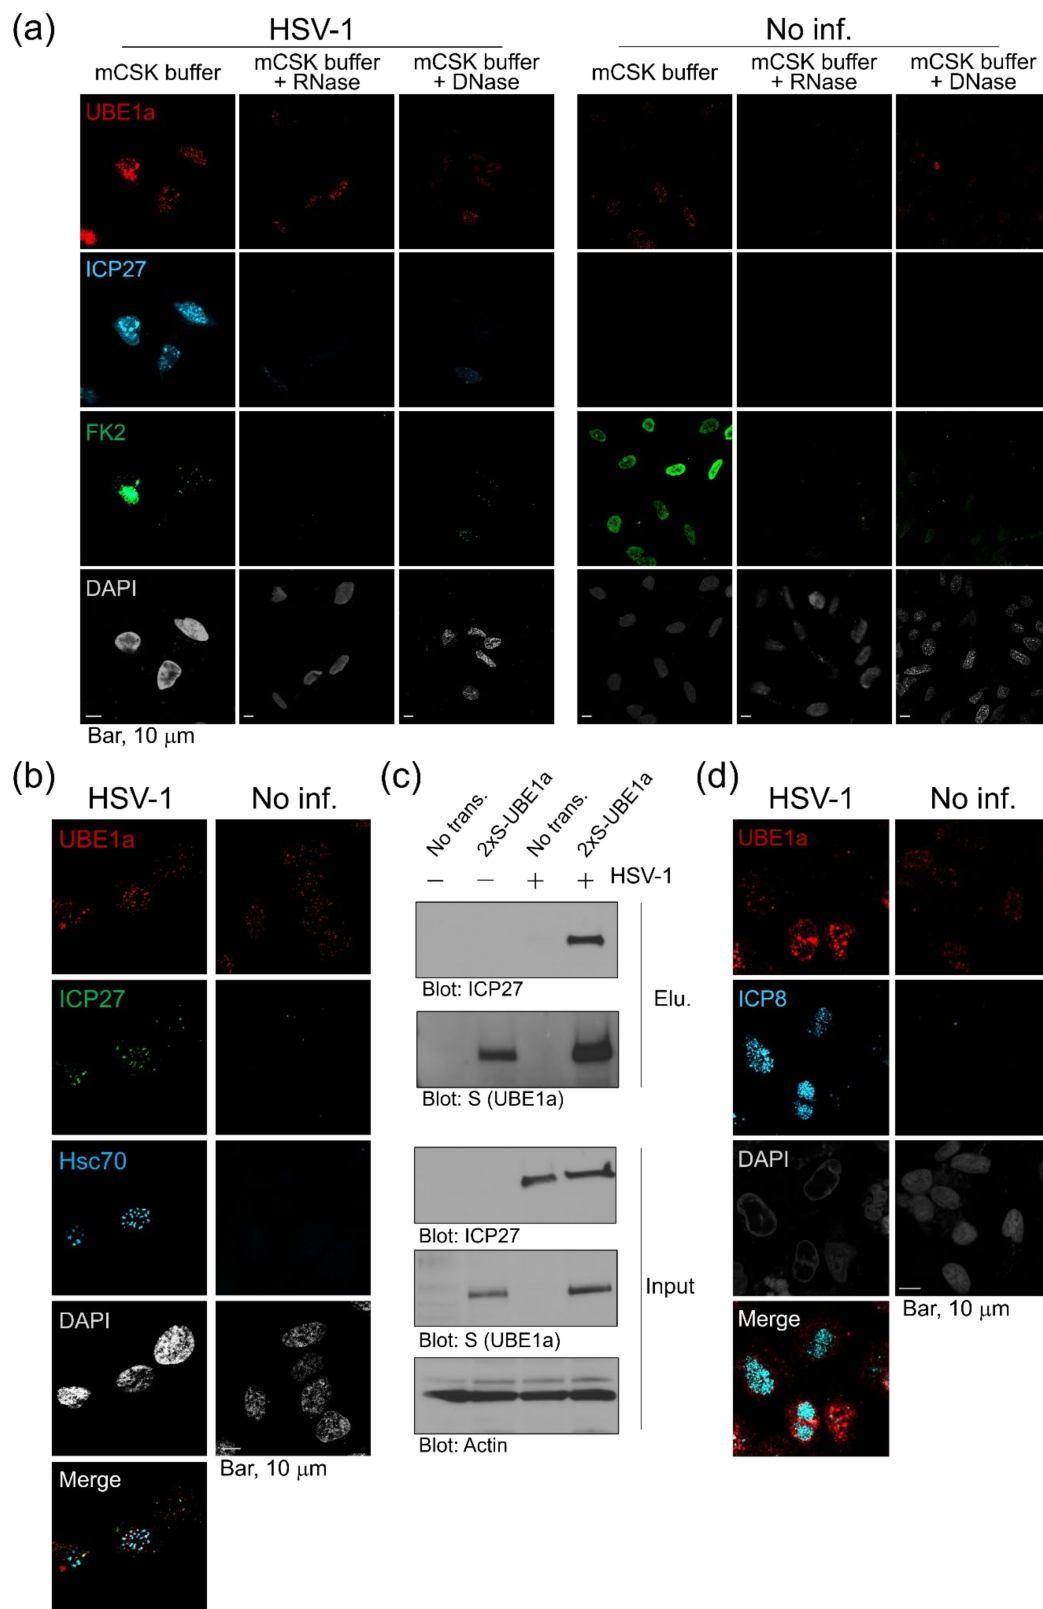 (a)
HSV-1
No inf.
mCSK buffer
mCSK buffer
+ RNase
mCSK buffer
+ DNase
mCSK buffer
mCSK buffer
+ RNase
mCSK buffer
+ DNase
UBE1a
ICP27
FK2
DAPI
Bar, 10 μm
(b)
HSV-1
No inf.
UBE1a
ICP27
Hsc70
DAPI
Merge
Bar, 10 μm
(c)
No trans.
2xS-UBE1a
No trans.
2xS-UBE1a
− − + + HSV-1
Blot: ICP27
Elu.
Blot: S (UBE1a)
Blot: ICP27
Input
Blot: S (UBE1a)
Blot: Actin
(d)
HSV-1
No inf.
UBE1a
ICP8
DAPI
Bar, 10 μm
Merge